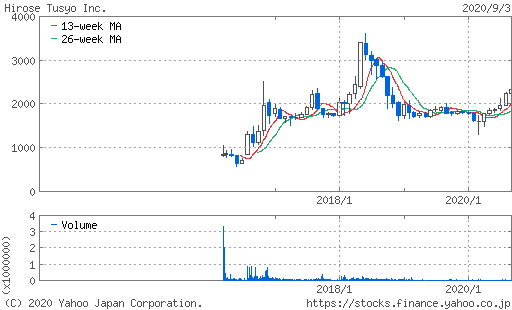 Hirose Tusyo Inc. 2020/9/3
4000
13-week MA
26-week MA
3000
2000
1000
0
2018/1 2020/1
4
Volume
3
2
1
0
(x1000000)
2018/1 2020/1
(C) 2020 Yahoo Japan Corporation. https://stocks.finance.yahoo.co.jp/